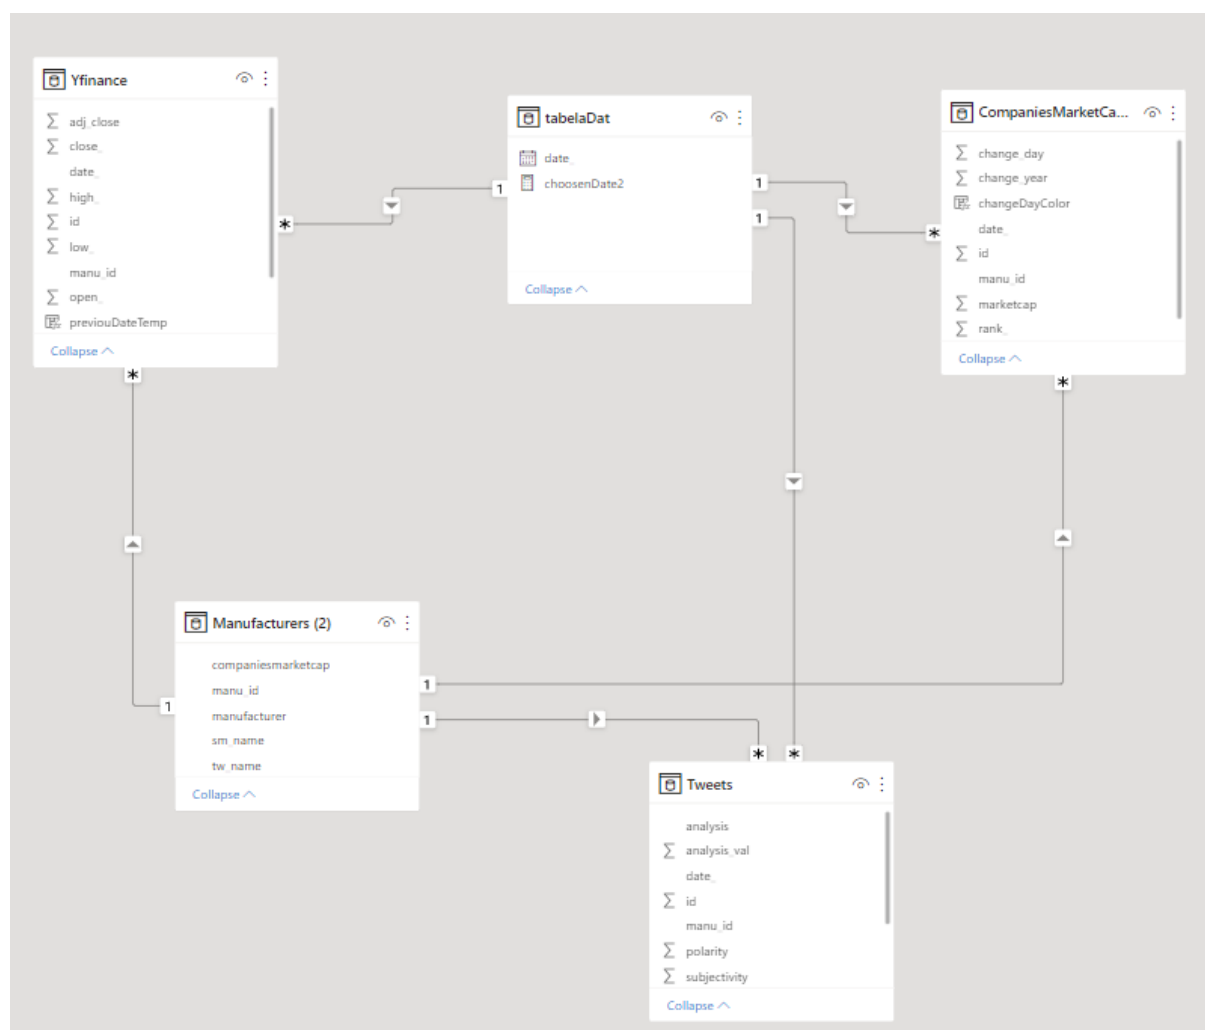 Yfinance
adj_close
close_
date_
high_
id
low_
manu_id
open_
previouDateTemp
Collapse
*
1
tabelaDat
date_
choosenDate2
Collapse
1
1
*
CompaniesMarketCa...
change_day
change_year
changeDayColor
date_
id
manu_id
marketcap
rank_
Collapse
*
*
Manufacturers (2)
companiesmarketcap
manu_id
manufacturer
sm_name
tw_name
Collapse
1
1
1
*
*
Tweets
analysis
analysis_val
date_
id
manu_id
polarity
subjectivity
Collapse